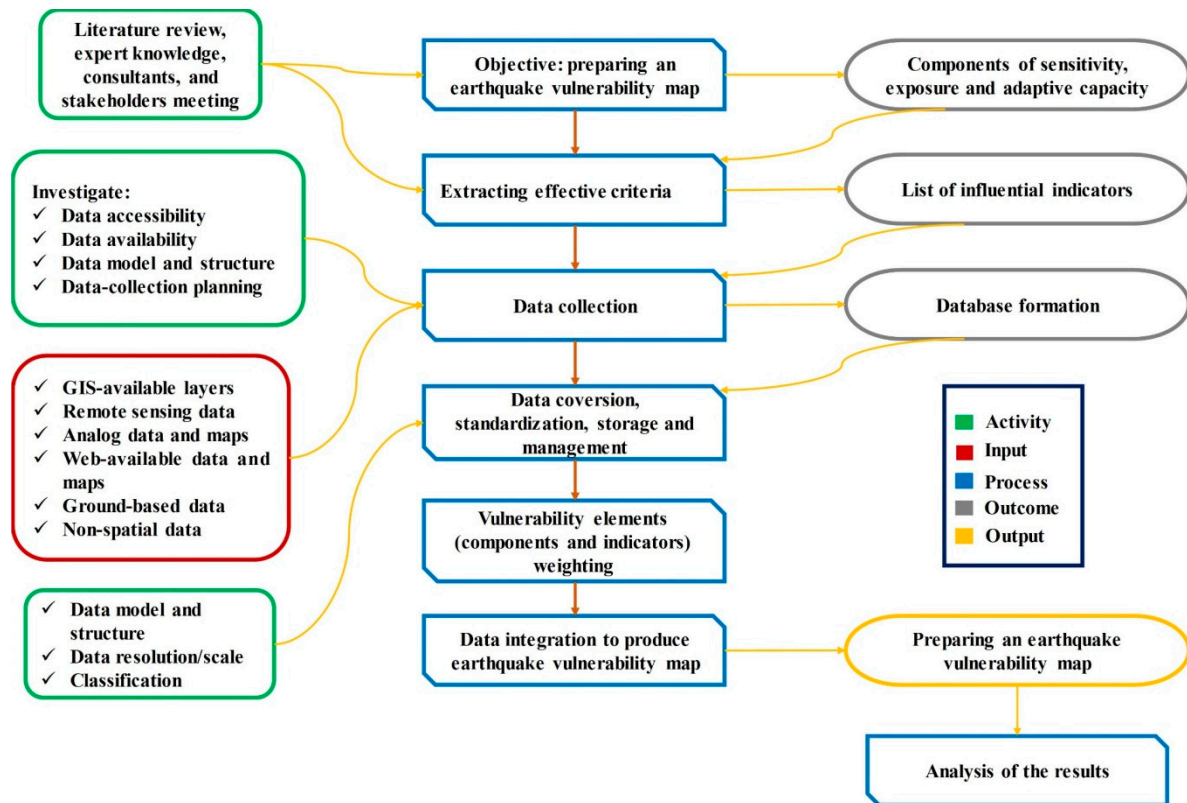 Literature review,
expert knowledge,
consultants, and
stakeholders meeting
Objective: preparing an
earthquake vulnerability map
Components of sensitivity,
exposure and adaptive capacity
Investigate:
✓ Data accessibility
✓ Data availability
✓ Data model and structure
✓ Data-collection planning
Extracting effective criteria
List of influential indicators
Data collection
Database formation
✓ GIS-available layers
✓ Remote sensing data
✓ Analog data and maps
✓ Web-available data and
maps
✓ Ground-based data
✓ Non-spatial data
Data coversion,
standardization, storage and
management
Activity
Input
Process
Outcome
Output
Vulnerability elements
(components and indicators)
weighting
✓ Data model and
structure
✓ Data resolution/scale
✓ Classification
Data integration to produce
earthquake vulnerability map
Preparing an earthquake
vulnerability map
Analysis of the results